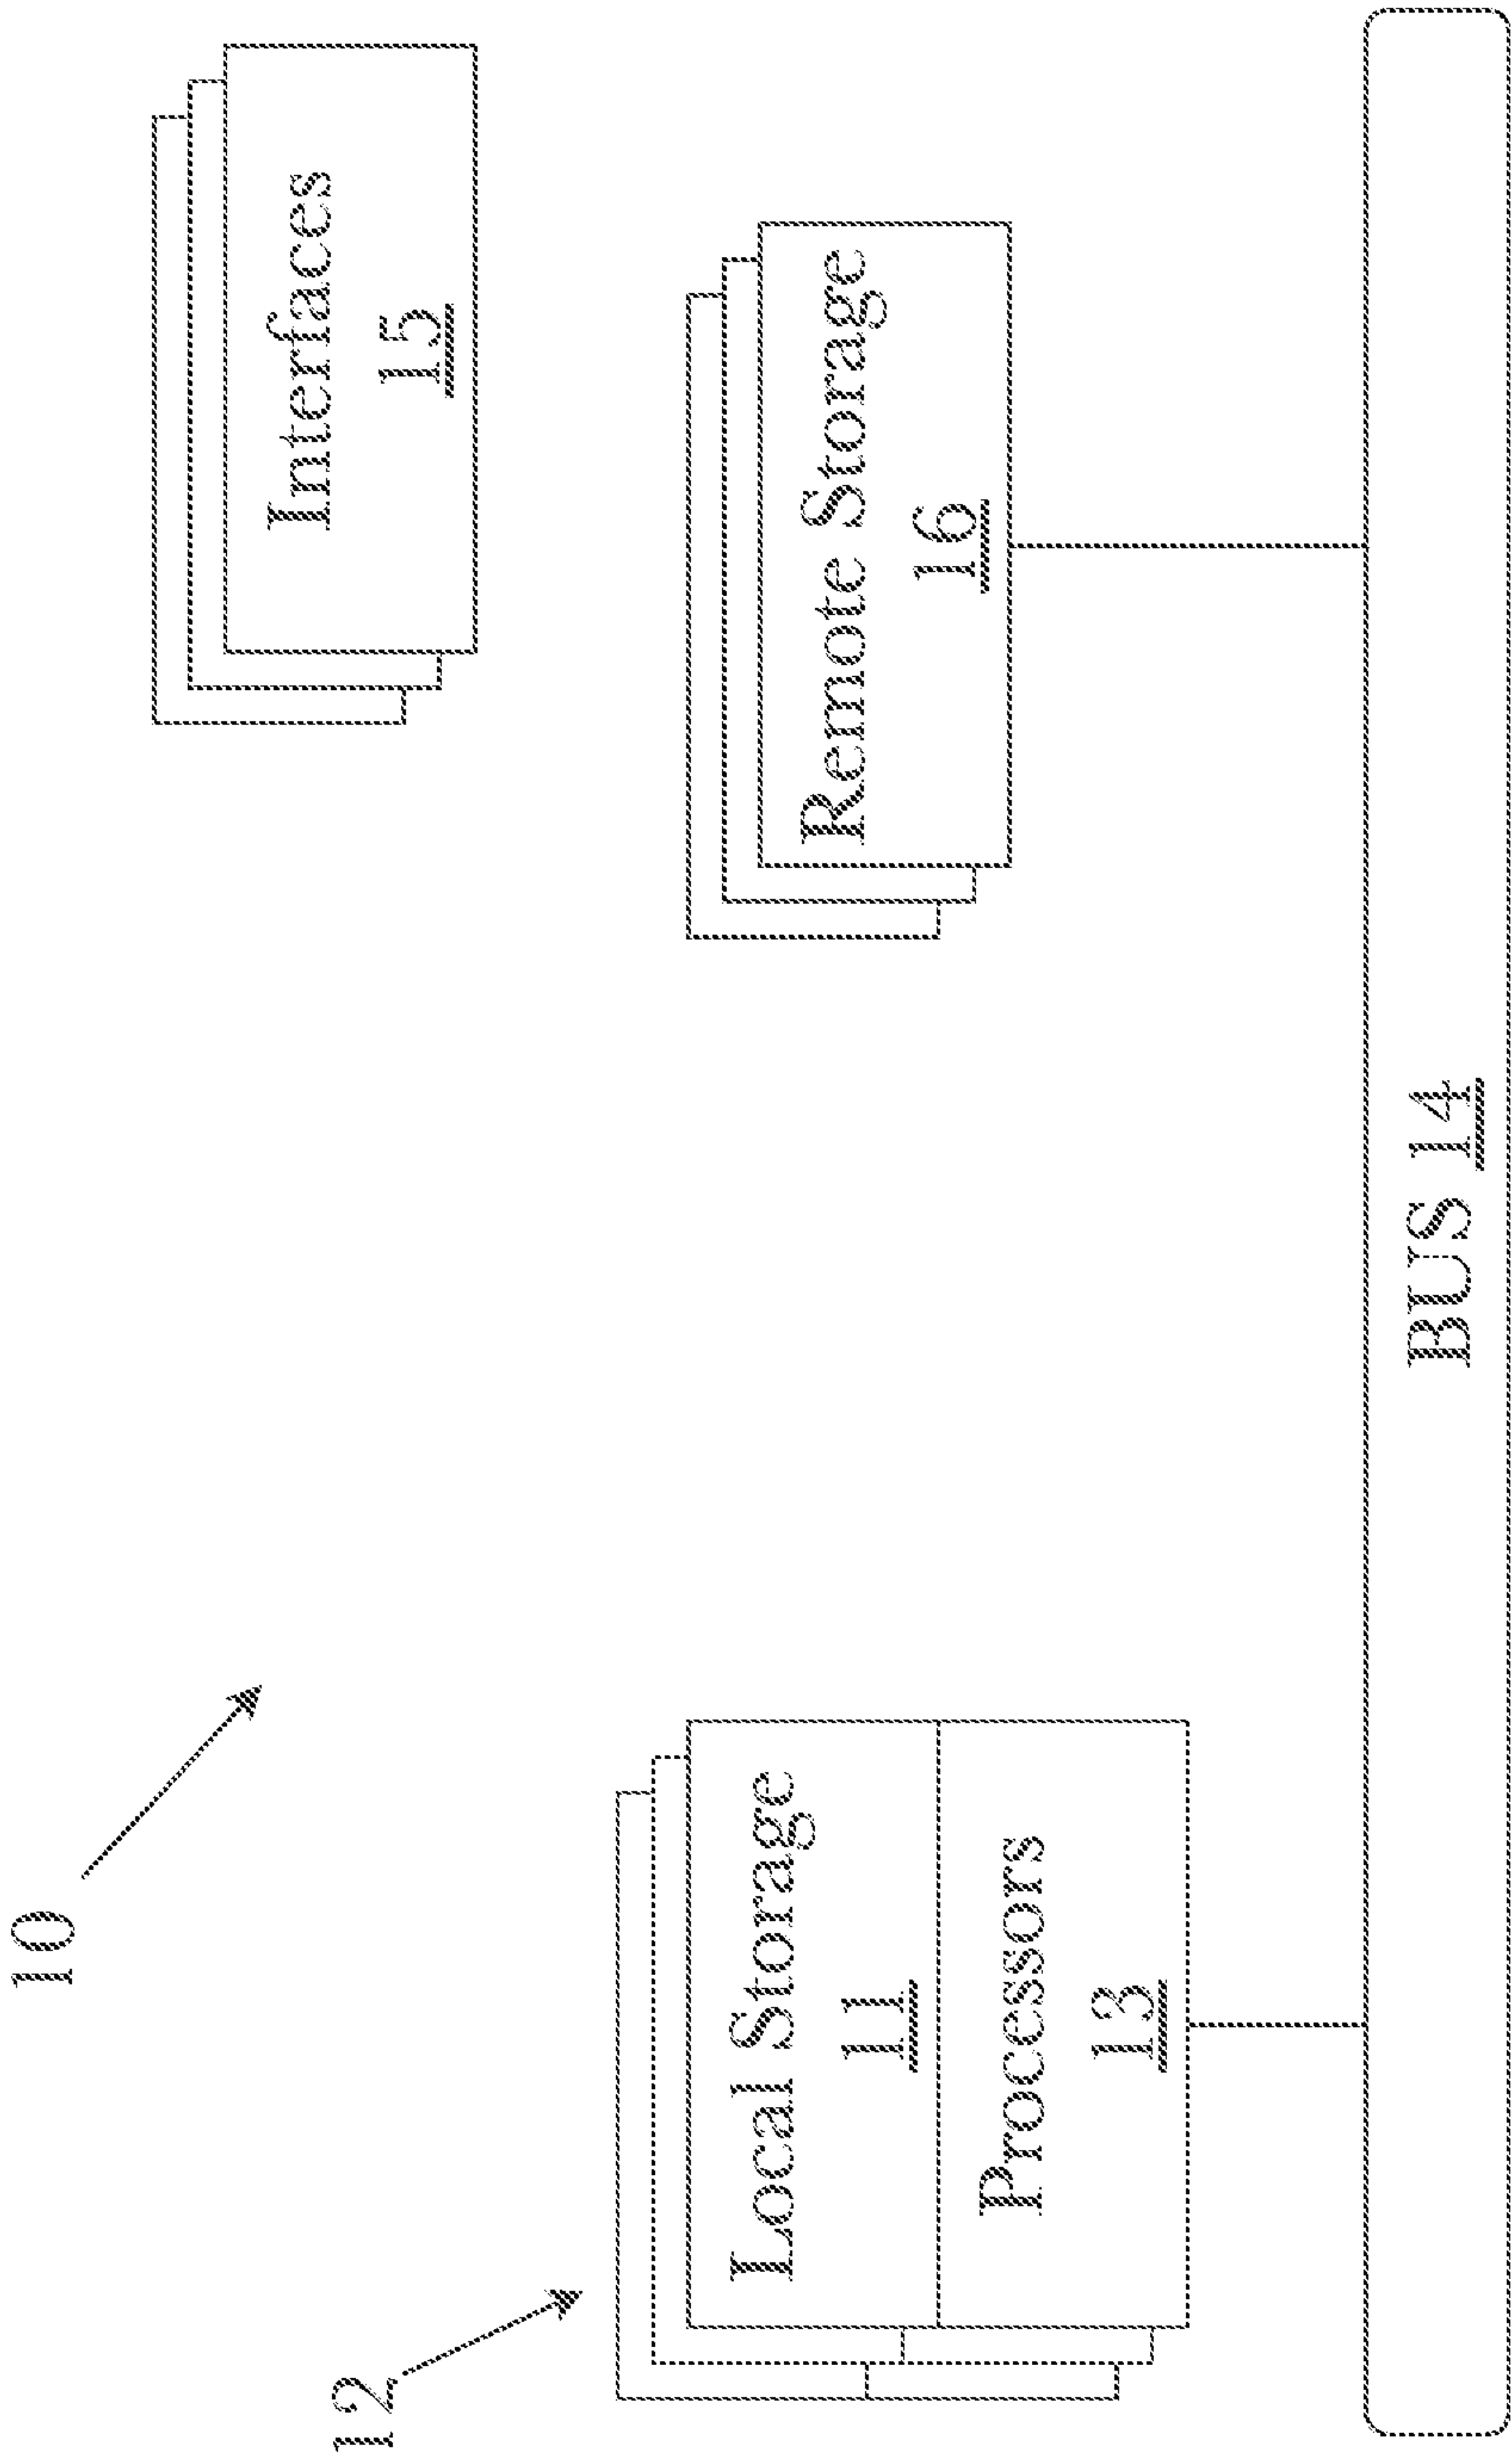 10
12
Interfaces
15
Local Storage
11
Remote Storage
16
Processors
13
BUS 14